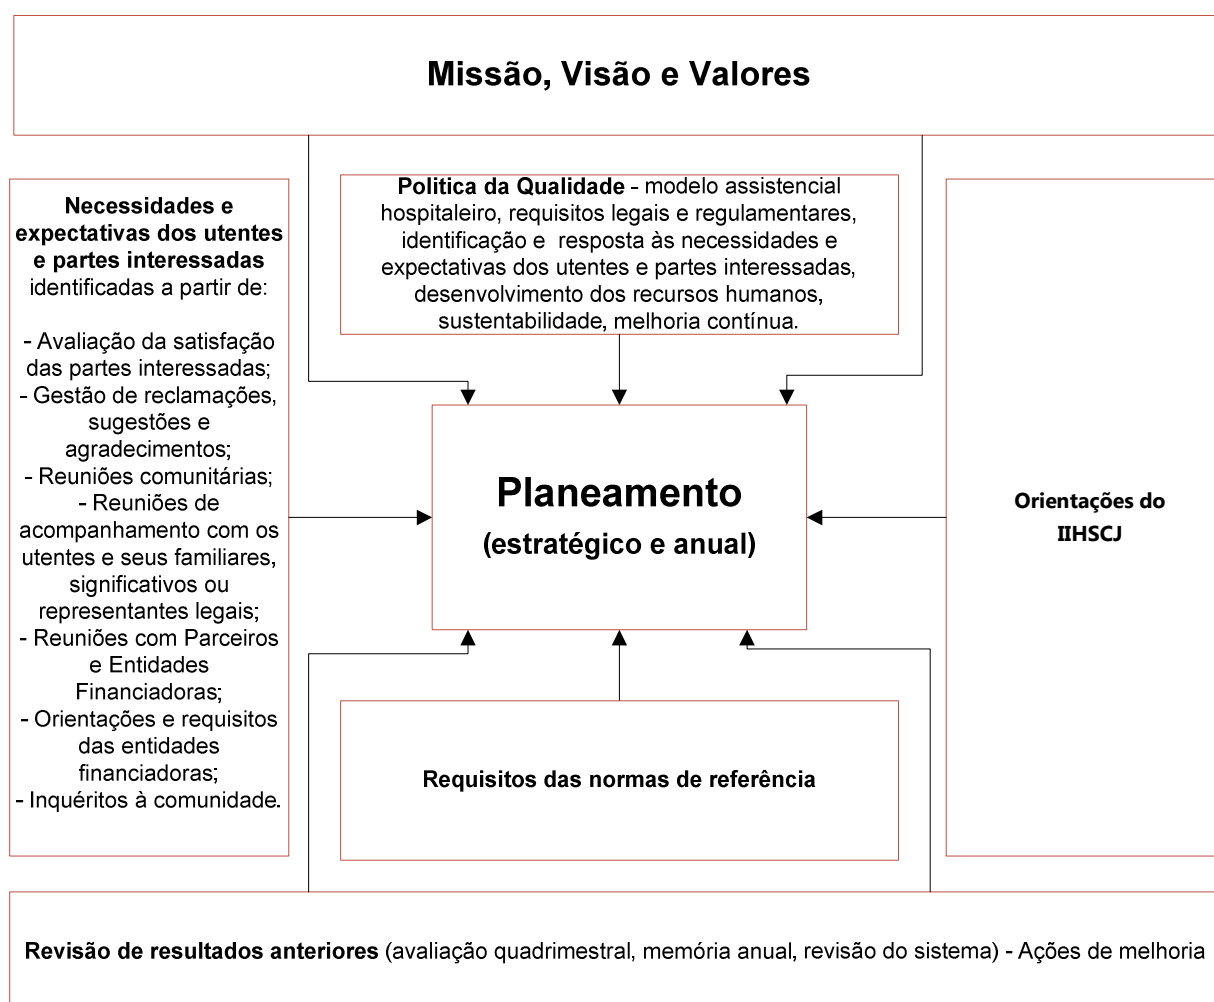 Missão, Visão e Valores
Necessidades e
expectativas dos utentes
e partes interessadas
identificadas a partir de:
- Avaliação da satisfação
das partes interessadas;
- Gestão de reclamações,
sugestões e
agradecimentos;
- Reuniões comunitárias;
- Reuniões de
acompanhamento com os
utentes e seus familiares,
significativos ou
representantes legais;
- Reuniões com Parceiros
e Entidades
Financiadoras;
- Orientações e requisitos
das entidades
financiadoras;
- Inquéritos à comunidade.
Politica da Qualidade - modelo assistencial
hospitaleiro, requisitos legais e regulamentares,
identificação e resposta às necessidades e
expectativas dos utentes e partes interessadas,
desenvolvimento dos recursos humanos,
sustentabilidade, melhoria contínua.
Planeamento
(estratégico e anual)
Orientações do
IIHSCJ
Requisitos das normas de referência
Revisão de resultados anteriores (avaliação quadrimestral, memória anual, revisão do sistema) - Ações de melhoria